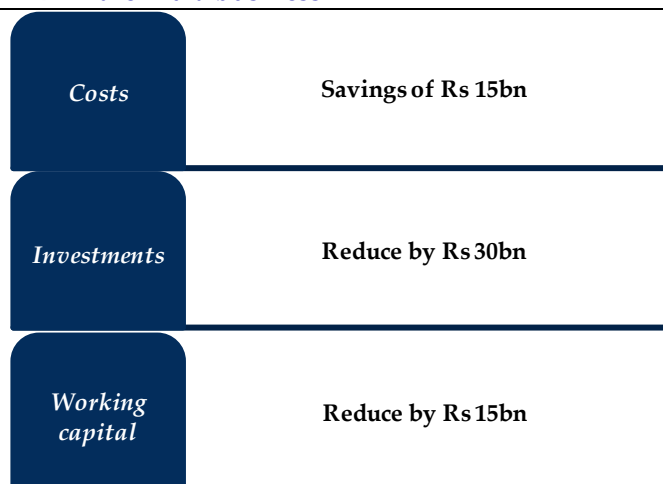 Costs
Savings of Rs 15bn
Investments
Reduce by Rs 30bn
Working
capital
Reduce by Rs 15bn